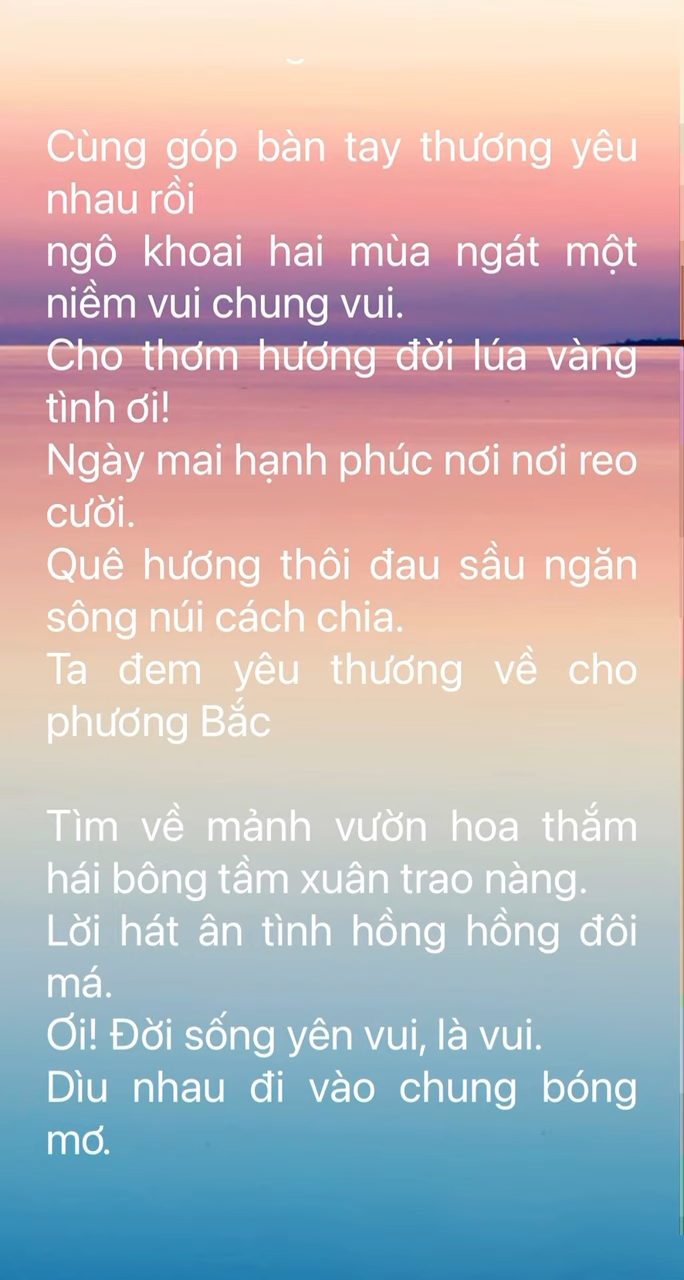 Cùng góp bàn tay thương yêu
nhau rồi
ngô khoai hai mùa ngát một
niềm vui chung vui.
Cho thơm hương đời lúa vàng
tình ơi!
Ngày mai hạnh phúc nơi nơi reo
cười.
Quê hương thôi đau sầu ngăn
sông núi cách chia.
Ta đem yêu thương về cho
phương Bắc
Tìm về mảnh vườn hoa thắm
hái bông tầm xuân trao nàng.
Lời hát ân tình hồng hồng đôi
má.
Ơi! Đời sống yên vui, là vui.
Dìu nhau đi vào chung bóng
mơ.